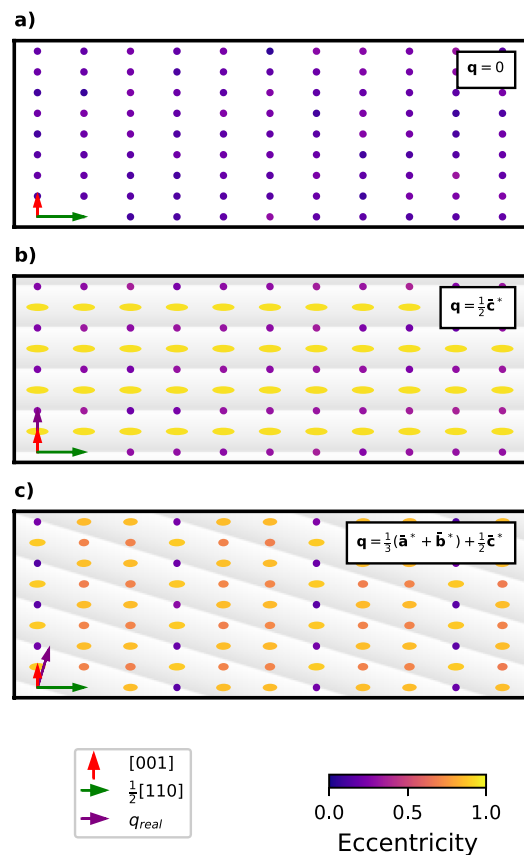 a)
q = 0
b)
q = ½c̄*
c)
q = ⅓(ā* + b̄*) + ½c̄*
[001]
½[110]
q_real
0.0 0.5 1.0
Eccentricity